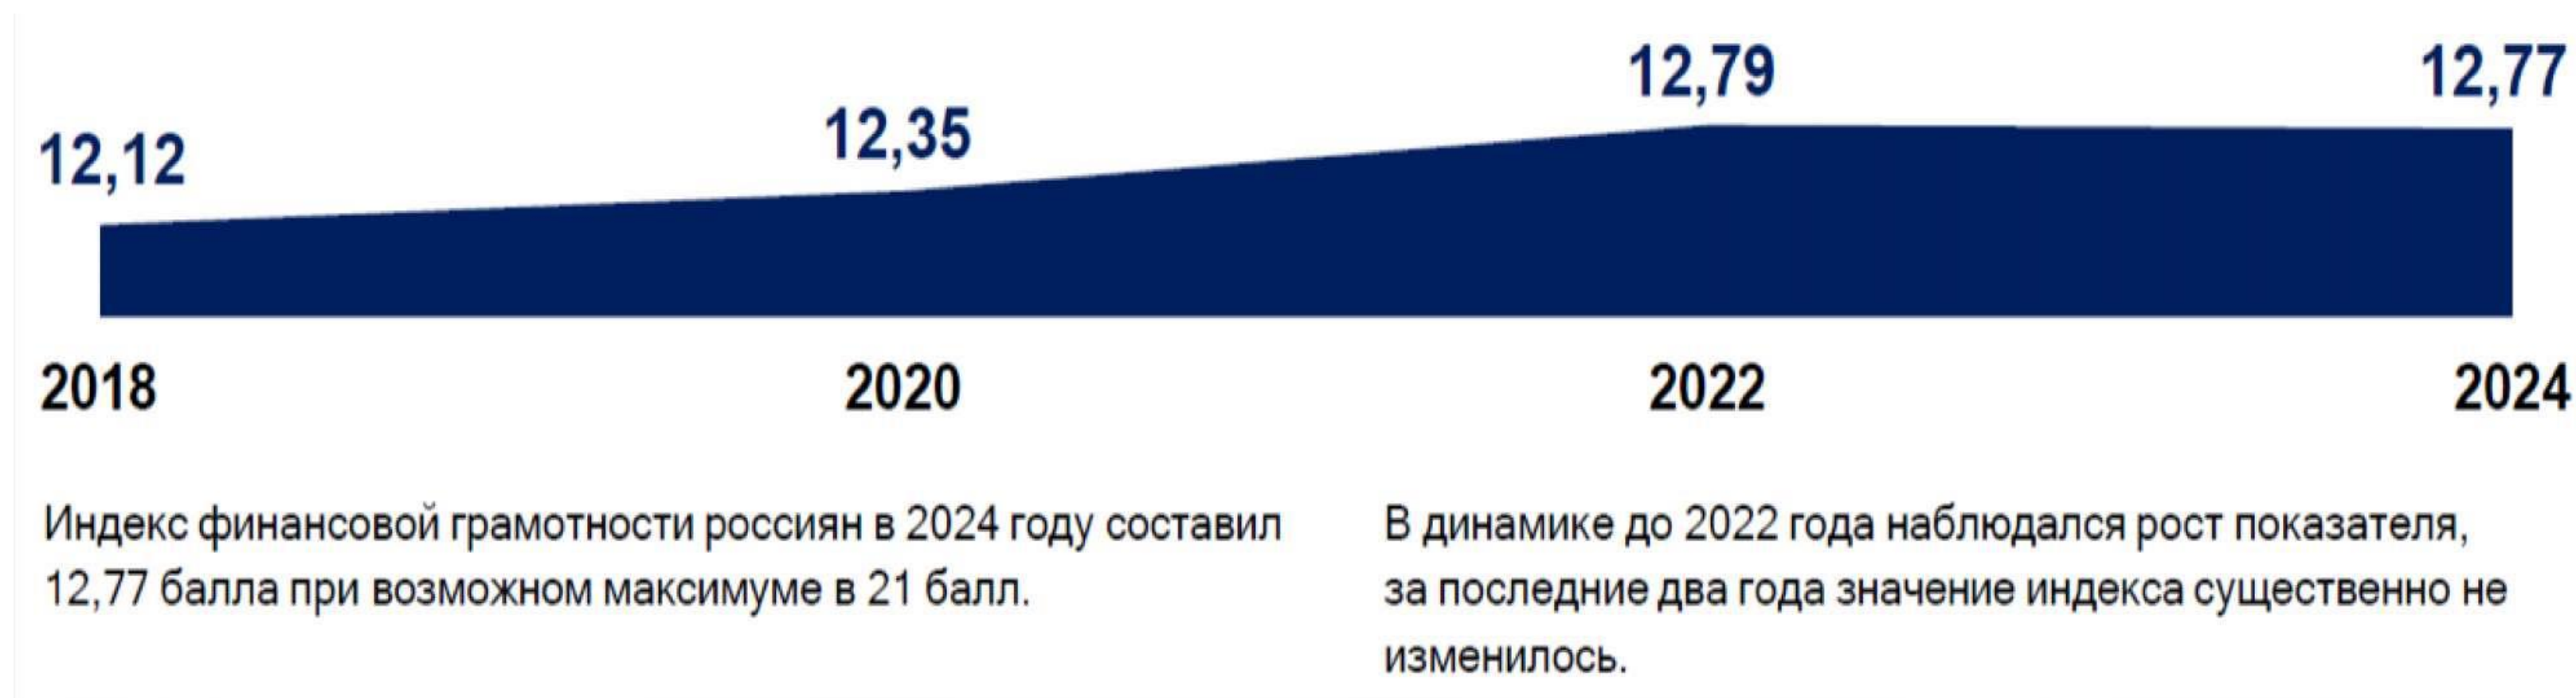 12,12
12,35
12,79
12,77
2018
2020
2022
2024
Индекс финансовой грамотности россиян в 2024 году составил
12,77 балла при возможном максимуме в 21 балл.
В динамике до 2022 года наблюдался рост показателя,
за последние два года значение индекса существенно не
изменилось.